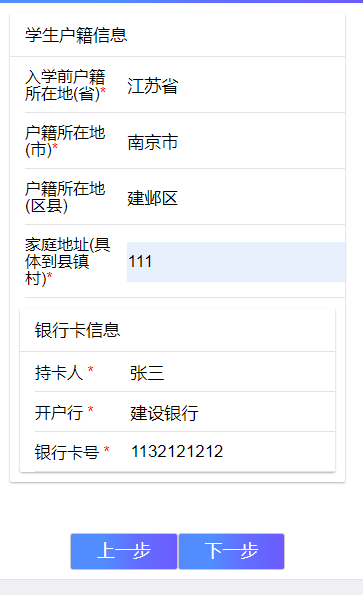 学生户籍信息
入学前户籍
所在地(省)*
江苏省
户籍所在地
(市)*
南京市
户籍所在地
(区县)
建邺区
家庭地址(具
体到县镇
村)*
111
银行卡信息
持卡人 *
张三
开户行 *
建设银行
银行卡号 *
1132121212
上一步
下一步